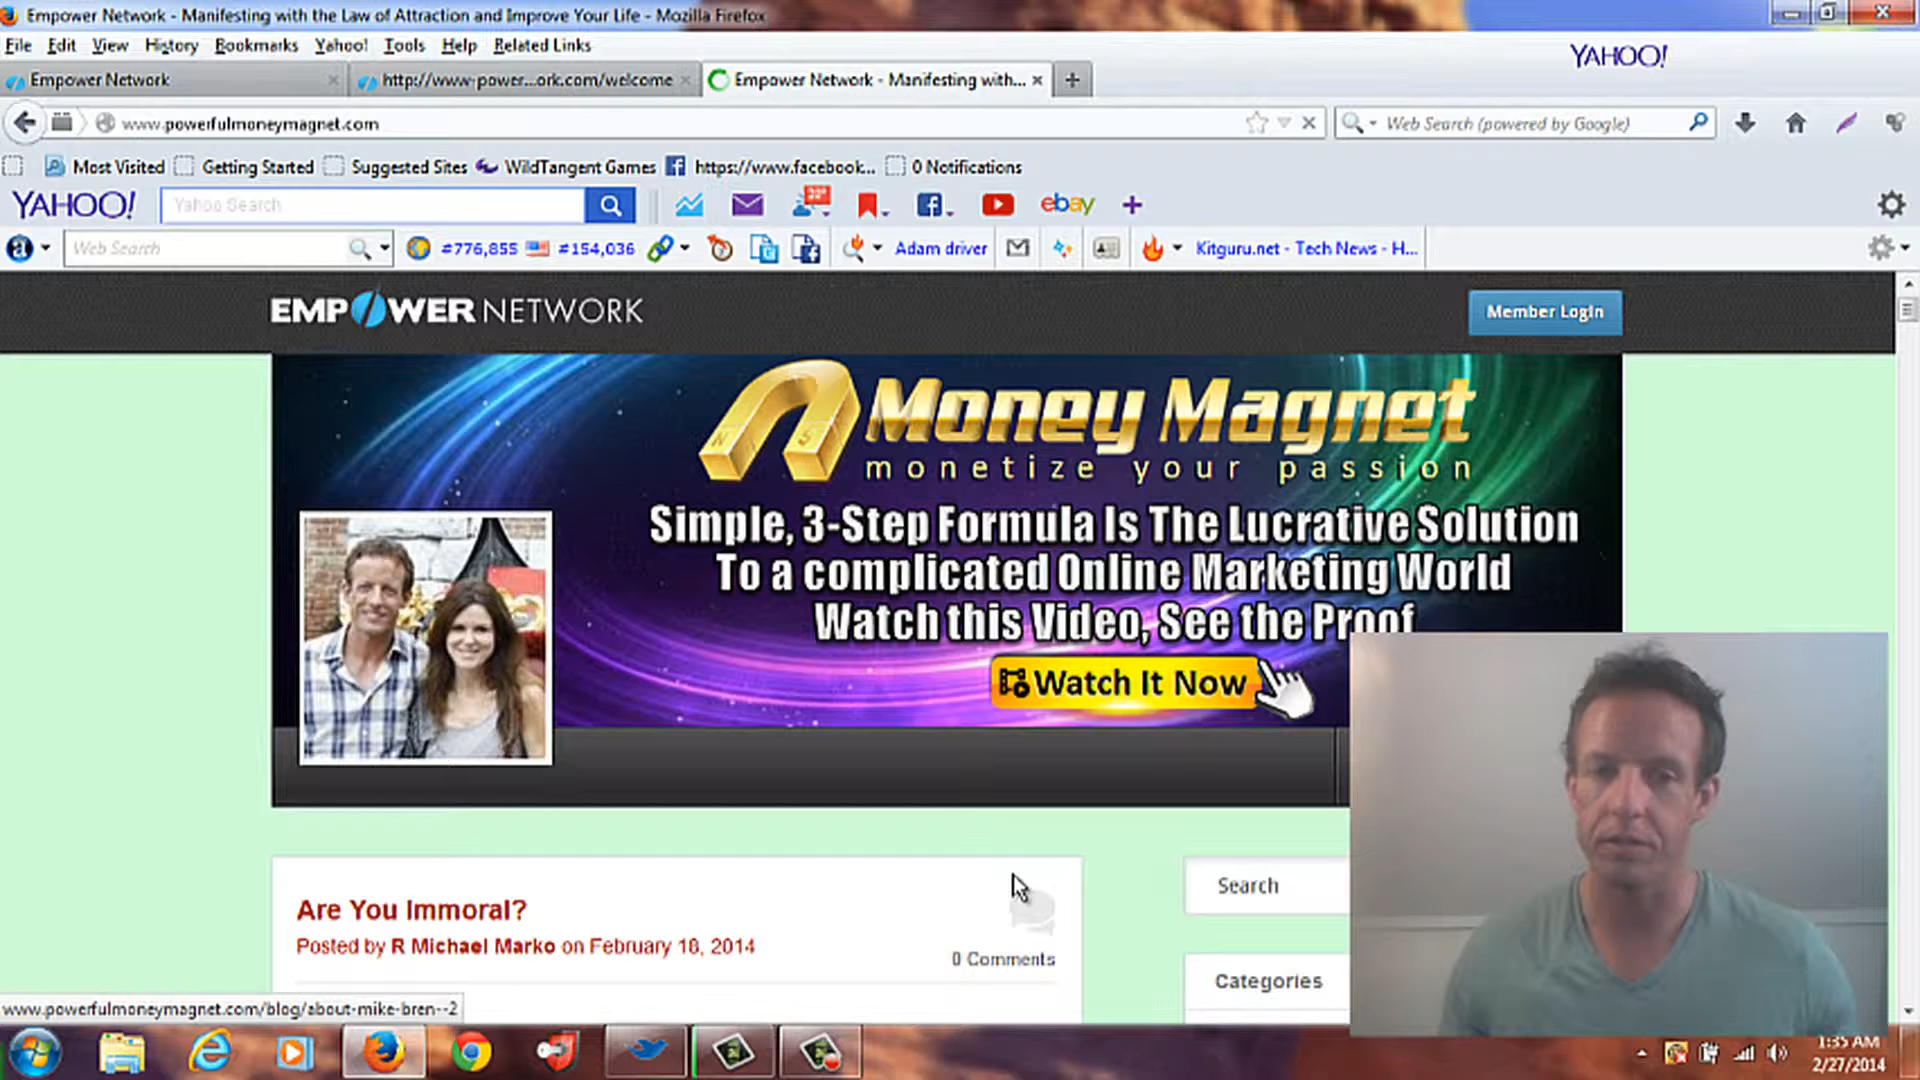 Empower Network - Manifesting with the Law of Attraction and Improve Your Life - Mozilla Firefox
File Edit View History Bookmarks Yahoo! Tools Help Related Links
YAHOO!
Empower Network
http://www-power...ork.com/welcome
Empower Network - Manifesting with...
www.powerfulmoneymagnet.com
Web Search (powered by Google)
Most Visited Getting Started Suggested Sites WildTangent Games https://www.facebook... 0 Notifications
YAHOO!
Yahoo Search
ebay
a
Web Search
#776,855
#154,036
Adam driver
Kitguru.net - Tech News - H...
EMPOWER NETWORK
Member Login
Money Magnet
monetize your passion
Simple, 3-Step Formula Is The Lucrative Solution
To a complicated Online Marketing World
Watch this Video, See the Proof
Watch It Now
Are You Immoral?
Posted by R Michael Marko on February 18, 2014
0 Comments
Search
Categories
www.powerfulmoneymagnet.com/blog/about-mike-bren--2
1:35 AM
2/27/2014